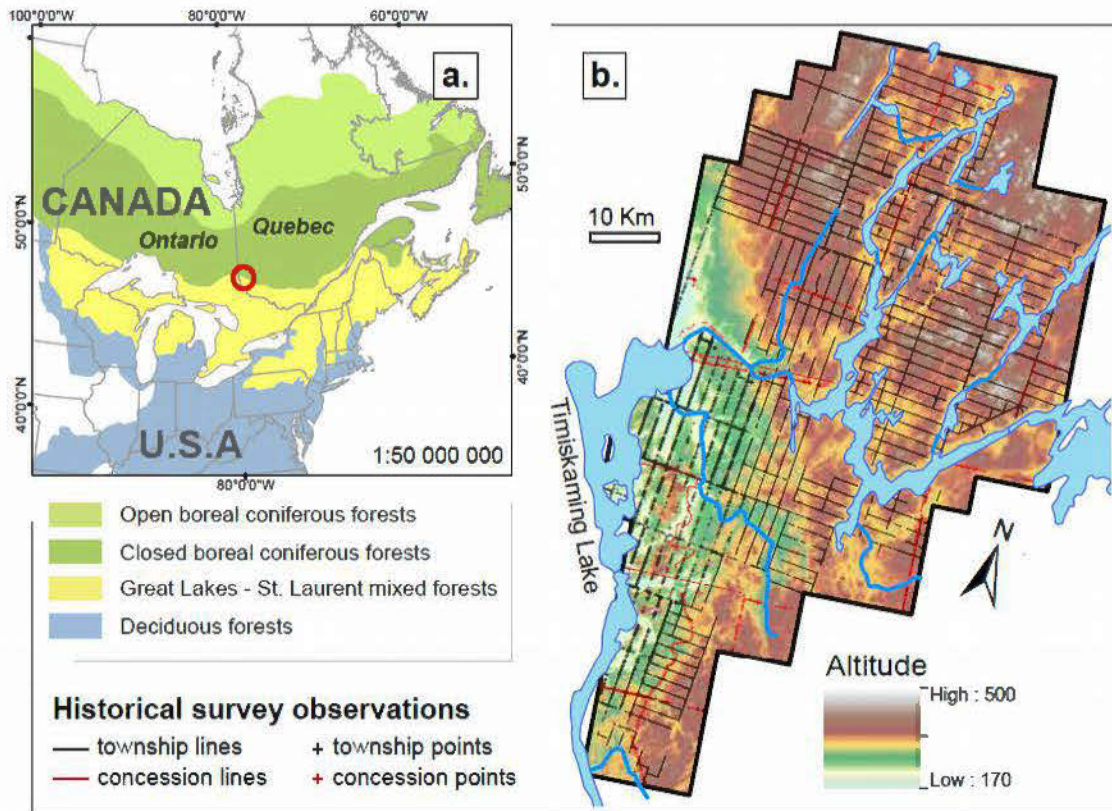 100°0'0"W
80°0'0"W
60°0'0"W
a.
50°0'0"N
50°0'0"N
CANADA
Ontario
Quebec
40°0'0"N
40°0'0"N
U.S.A
1:50 000 000
80°0'0"W
Open boreal coniferous forests
Closed boreal coniferous forests
Great Lakes - St. Laurent mixed forests
Deciduous forests
Historical survey observations
township lines
township points
concession lines
concession points
b.
10 Km
Timiskaming Lake
N
Altitude
High : 500
Low : 170